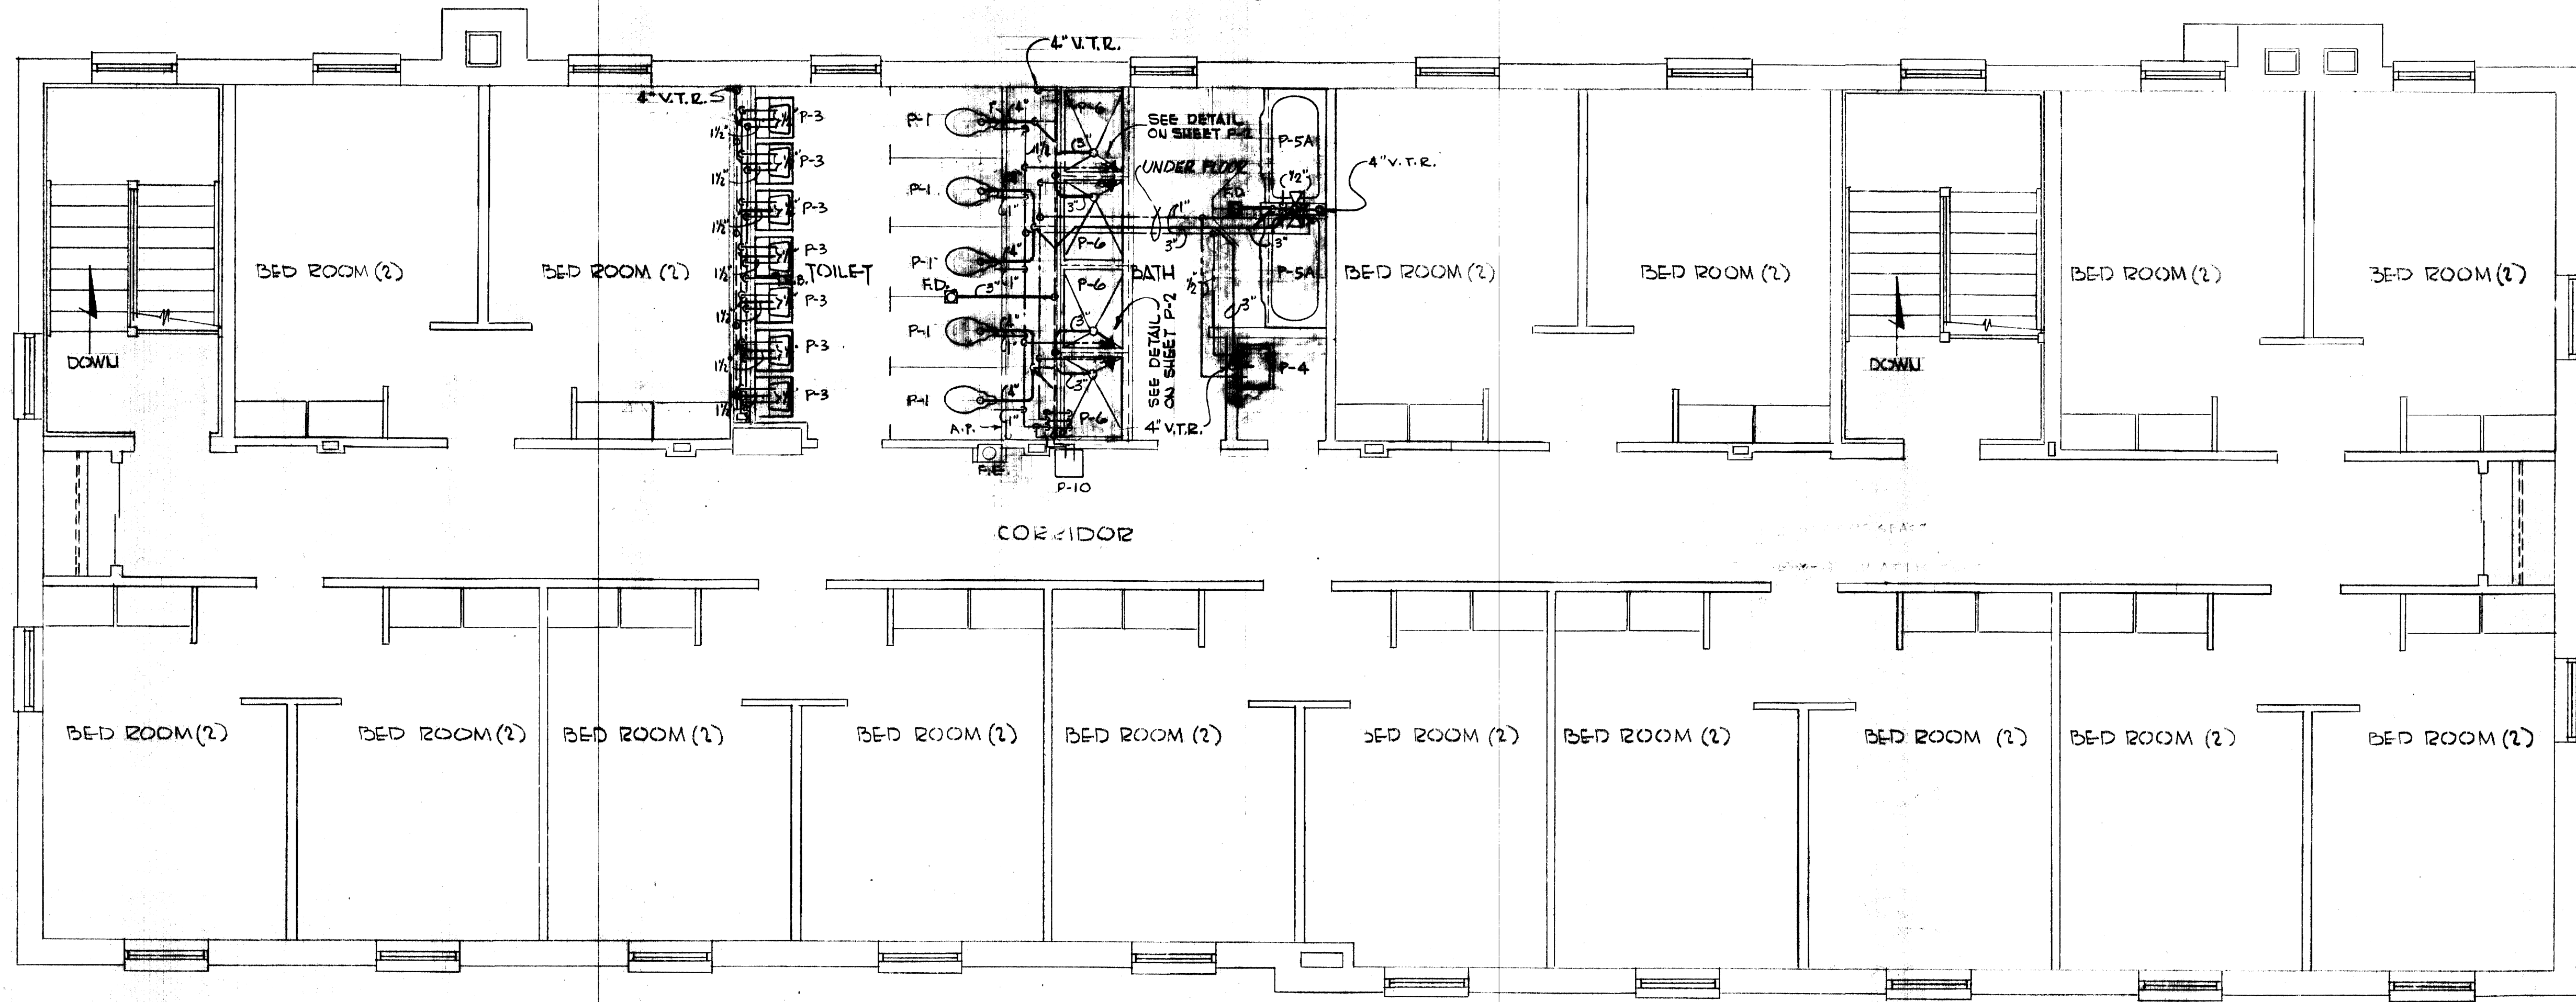 4" V.T.R.
4" V.T.R.
P-3
1½"
P-3
1½"
P-3
1½"
P-3
1½"
P-3
1½"
P-3
1½"
P-3
1½"
TOILET
P-1
1"
4"
P-1
1"
P-1
4"
1"
F.D.
3"
P-1
4"
1"
P-1
4"
1"
A.P.
F.E.
P-10
1½
P-6
3"
SEE DETAIL
ON SHEET P-2
UNDER FLOOR
3"
P-6
BATH
P-6
3"
SEE DETAIL
ON SHEET P-2
3"
P-6
4" V.T.R.
P-5A
F.D.
½"
4" V.T.R.
1"
3"
3"
P-5A
½"
3"
P-4
BED ROOM (2)
BED ROOM (2)
BED ROOM (2)
BED ROOM (2)
BED ROOM (2)
BED ROOM (2)
DOWN
DOWN
CORRIDOR
BED ROOM (2)
BED ROOM (2)
BED ROOM (2)
BED ROOM (2)
BED ROOM (2)
BED ROOM (2)
BED ROOM (2)
BED ROOM (2)
BED ROOM (2)
BED ROOM (2)